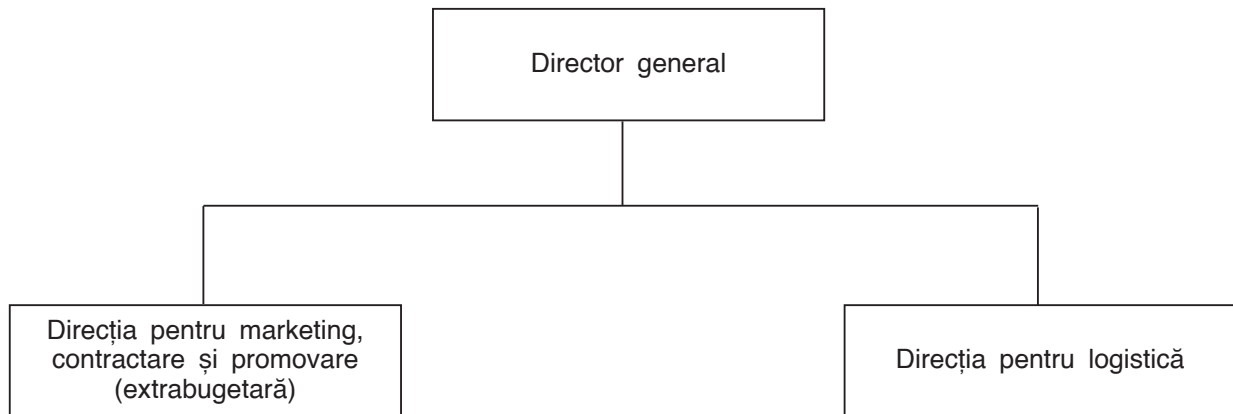 Director general
Direcția pentru marketing,
contractare și promovare
(extrabugetară)
Direcția pentru logistică